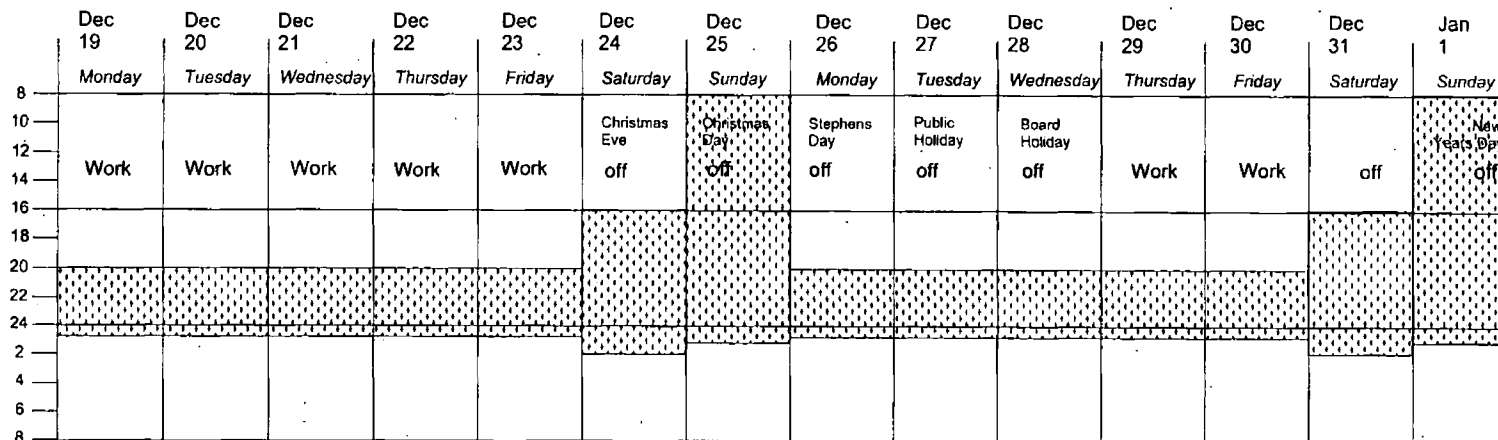 Dec Dec Dec Dec Dec Dec Dec Dec Dec Dec Dec Dec Dec Jan
19 20 21 22 23 24 25 26 27 28 29 30 31 1
Monday Tuesday Wednesday Thursday Friday Saturday Sunday Monday Tuesday Wednesday Thursday Friday Saturday Sunday
8
10 Christmas Christmas Stephens Public Board New
Eve Day Day Holiday Holiday Years Day
12
Work Work Work Work Work off off off off off Work Work off off
14
16
18
20
22
24
2
4
6
8